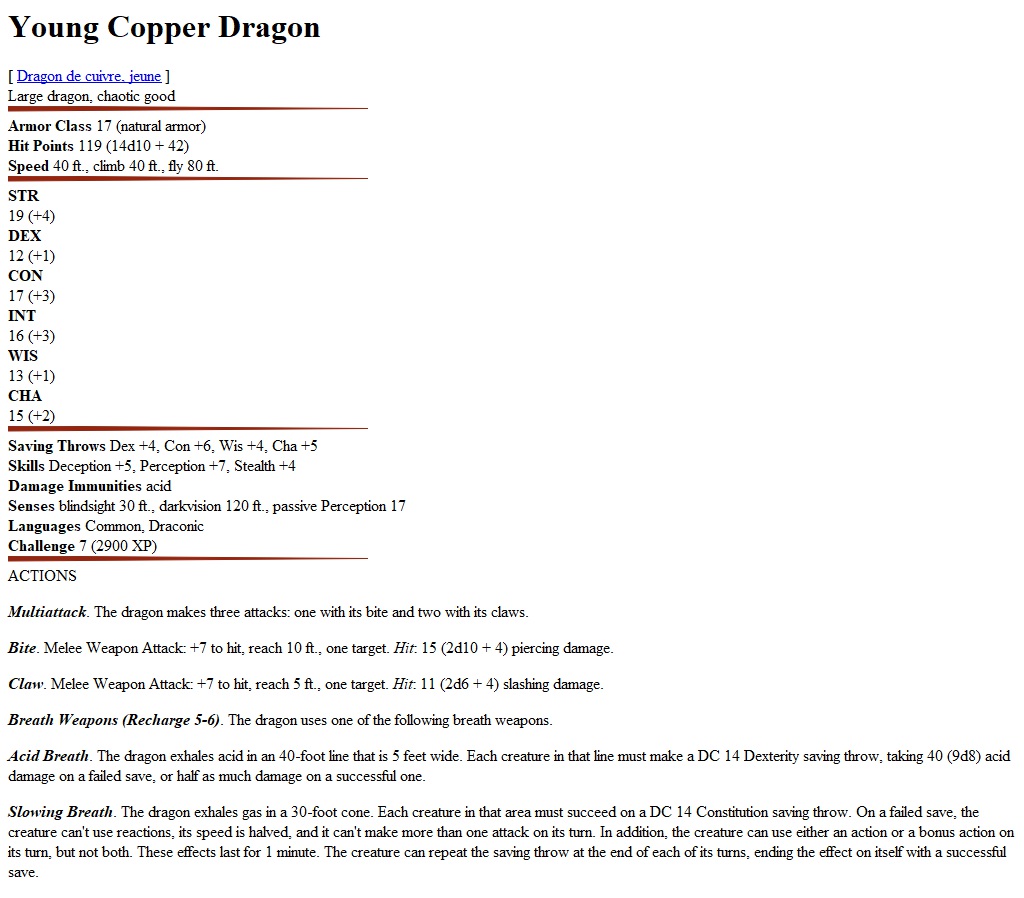 Young Copper Dragon
[ Dragon de cuivre, jeune ]
Large dragon, chaotic good
Armor Class 17 (natural armor)
Hit Points 119 (14d10 + 42)
Speed 40 ft., climb 40 ft., fly 80 ft.
STR
19 (+4)
DEX
12 (+1)
CON
17 (+3)
INT
16 (+3)
WIS
13 (+1)
CHA
15 (+2)
Saving Throws Dex +4, Con +6, Wis +4, Cha +5
Skills Deception +5, Perception +7, Stealth +4
Damage Immunities acid
Senses blindsight 30 ft., darkvision 120 ft., passive Perception 17
Languages Common, Draconic
Challenge 7 (2900 XP)
ACTIONS
Multiattack. The dragon makes three attacks: one with its bite and two with its claws.
Bite. Melee Weapon Attack: +7 to hit, reach 10 ft., one target. Hit: 15 (2d10 + 4) piercing damage.
Claw. Melee Weapon Attack: +7 to hit, reach 5 ft., one target. Hit: 11 (2d6 + 4) slashing damage.
Breath Weapons (Recharge 5-6). The dragon uses one of the following breath weapons.
Acid Breath. The dragon exhales acid in an 40-foot line that is 5 feet wide. Each creature in that line must make a DC 14 Dexterity saving throw, taking 40 (9d8) acid
damage on a failed save, or half as much damage on a successful one.
Slowing Breath. The dragon exhales gas in a 30-foot cone. Each creature in that area must succeed on a DC 14 Constitution saving throw. On a failed save, the
creature can't use reactions, its speed is halved, and it can't make more than one attack on its turn. In addition, the creature can use either an action or a bonus action on
its turn, but not both. These effects last for 1 minute. The creature can repeat the saving throw at the end of each of its turns, ending the effect on itself with a successful
save.